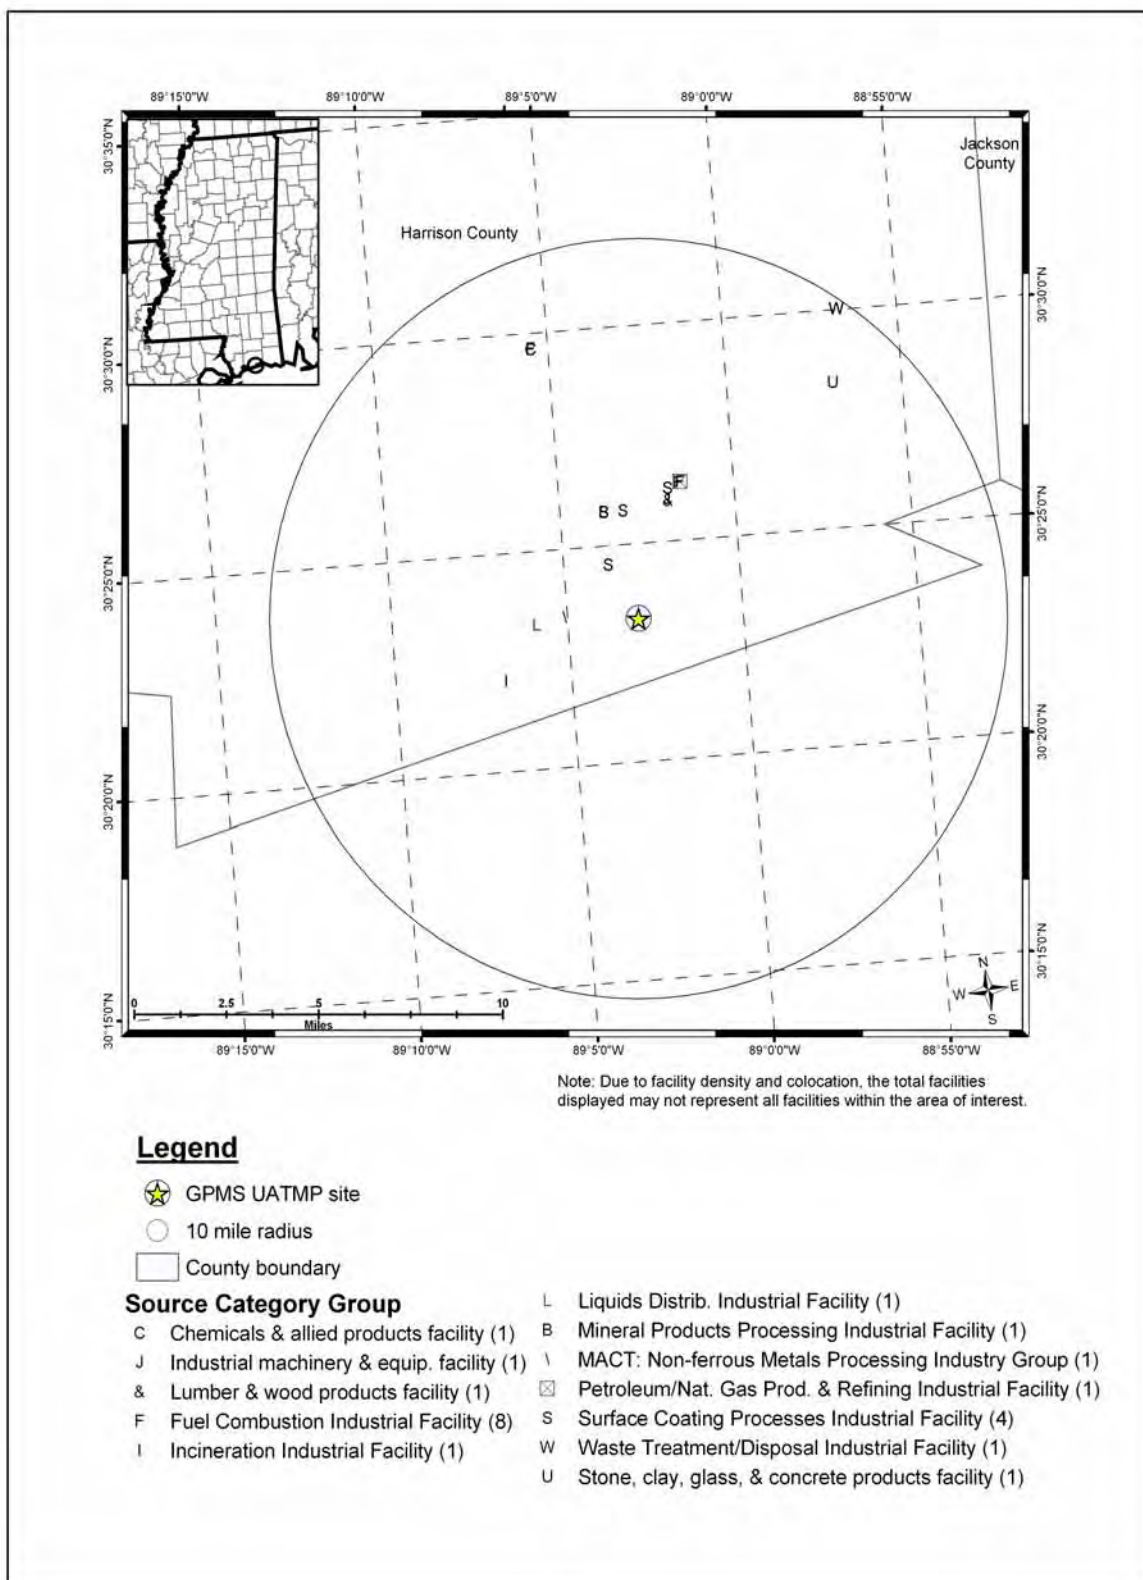 89°15'0"W 89°10'0"W 89°5'0"W 89°0'0"W 88°55'0"W
30°35'0"N
Jackson
County
Harrison County
30°30'0"N
W
30°30'0"N
C
U
S
F
&
B S
30°25'0"N
S
30°25'0"N
\
L
I
30°20'0"N
30°20'0"N
30°15'0"N
N
W E
S
0 2.5 5 10
Miles
30°15'0"N
89°15'0"W 89°10'0"W 89°5'0"W 89°0'0"W 88°55'0"W
Note: Due to facility density and colocation, the total facilities
displayed may not represent all facilities within the area of interest.
Legend
GPMS UATMP site
10 mile radius
County boundary
Source Category Group
C Chemicals & allied products facility (1)
J Industrial machinery & equip. facility (1)
& Lumber & wood products facility (1)
F Fuel Combustion Industrial Facility (8)
I Incineration Industrial Facility (1)
L Liquids Distrib. Industrial Facility (1)
B Mineral Products Processing Industrial Facility (1)
\ MACT: Non-ferrous Metals Processing Industry Group (1)
Petroleum/Nat. Gas Prod. & Refining Industrial Facility (1)
S Surface Coating Processes Industrial Facility (4)
W Waste Treatment/Disposal Industrial Facility (1)
U Stone, clay, glass, & concrete products facility (1)